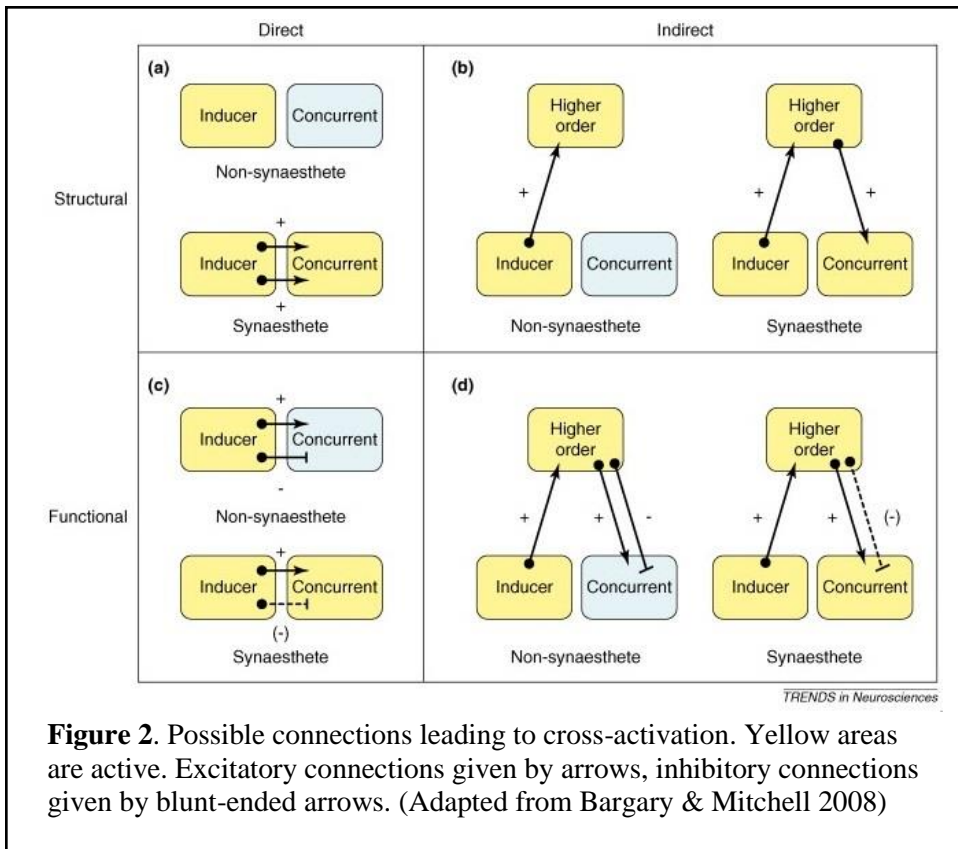 Direct
Indirect
Structural
Functional
(a)
Inducer
Concurrent
Non-synaesthete
+
Inducer
Concurrent
+
Synaesthete
(b)
Higher
order
+
Inducer
Concurrent
Non-synaesthete
Higher
order
+
+
Inducer
Concurrent
Synaesthete
(c)
+
Inducer
Concurrent
-
Non-synaesthete
+
Inducer
Concurrent
(-)
Synaesthete
(d)
Higher
order
+
+
-
Inducer
Concurrent
Non-synaesthete
Higher
order
+
+
(-)
Inducer
Concurrent
Synaesthete
TRENDS in Neurosciences
Figure 2. Possible connections leading to cross-activation. Yellow areas
are active. Excitatory connections given by arrows, inhibitory connections
given by blunt-ended arrows. (Adapted from Bargary & Mitchell 2008)